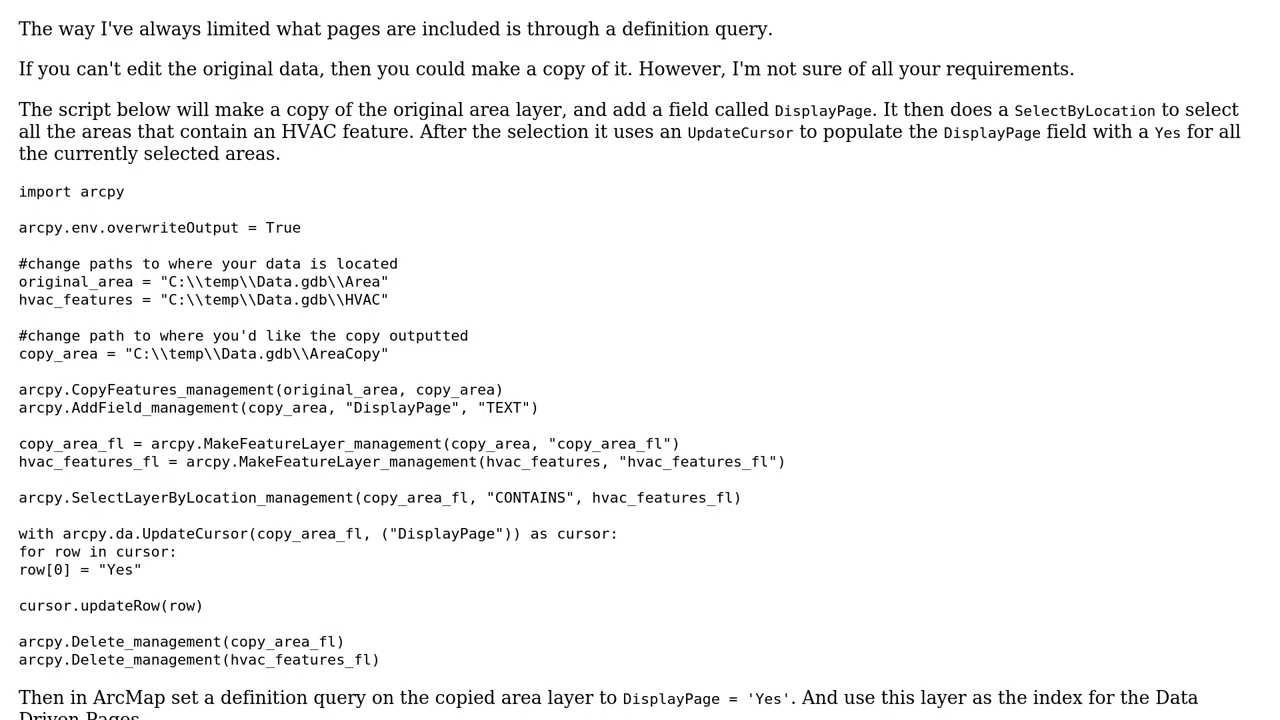 The way I've always limited what pages are included is through a definition query.
If you can't edit the original data, then you could make a copy of it. However, I'm not sure of all your requirements.
The script below will make a copy of the original area layer, and add a field called DisplayPage. It then does a SelectByLocation to select
all the areas that contain an HVAC feature. After the selection it uses an UpdateCursor to populate the DisplayPage field with a Yes for all
the currently selected areas.
import arcpy
arcpy.env.overwriteOutput = True
#change paths to where your data is located
original_area = "C:\\temp\\Data.gdb\\Area"
hvac_features = "C:\\temp\\Data.gdb\\HVAC"
#change path to where you'd like the copy outputted
copy_area = "C:\\temp\\Data.gdb\\AreaCopy"
arcpy.CopyFeatures_management(original_area, copy_area)
arcpy.AddField_management(copy_area, "DisplayPage", "TEXT")
copy_area_fl = arcpy.MakeFeatureLayer_management(copy_area, "copy_area_fl")
hvac_features_fl = arcpy.MakeFeatureLayer_management(hvac_features, "hvac_features_fl")
arcpy.SelectLayerByLocation_management(copy_area_fl, "CONTAINS", hvac_features_fl)
with arcpy.da.UpdateCursor(copy_area_fl, ("DisplayPage")) as cursor:
for row in cursor:
row[0] = "Yes"
cursor.updateRow(row)
arcpy.Delete_management(copy_area_fl)
arcpy.Delete_management(hvac_features_fl)
Then in ArcMap set a definition query on the copied area layer to DisplayPage = 'Yes'. And use this layer as the index for the Data
Driven Pages.